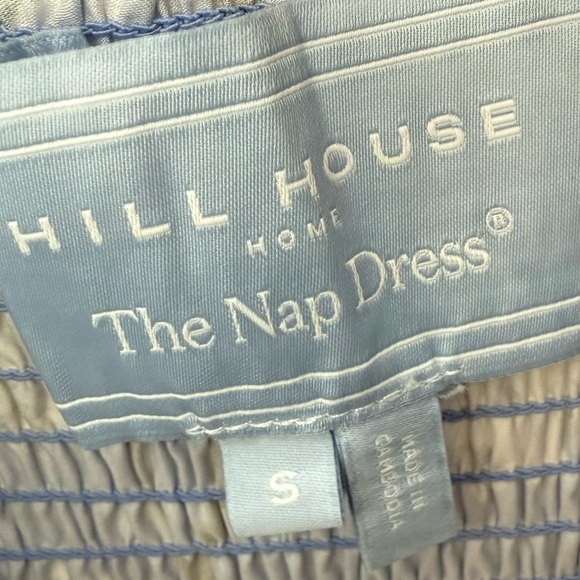 HILL HOUSE
HOME
The Nap Dress®
S
MADE IN
CAMBODIA